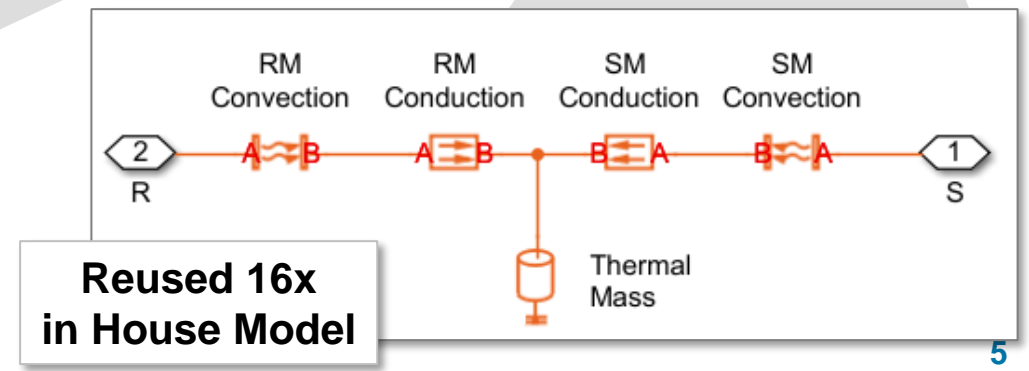 RM
Convection
RM
Conduction
SM
Conduction
SM
Convection
2
A
B
A
B
B
A
B
A
1
R
S
Thermal
Mass
Reused 16x
in House Model
5